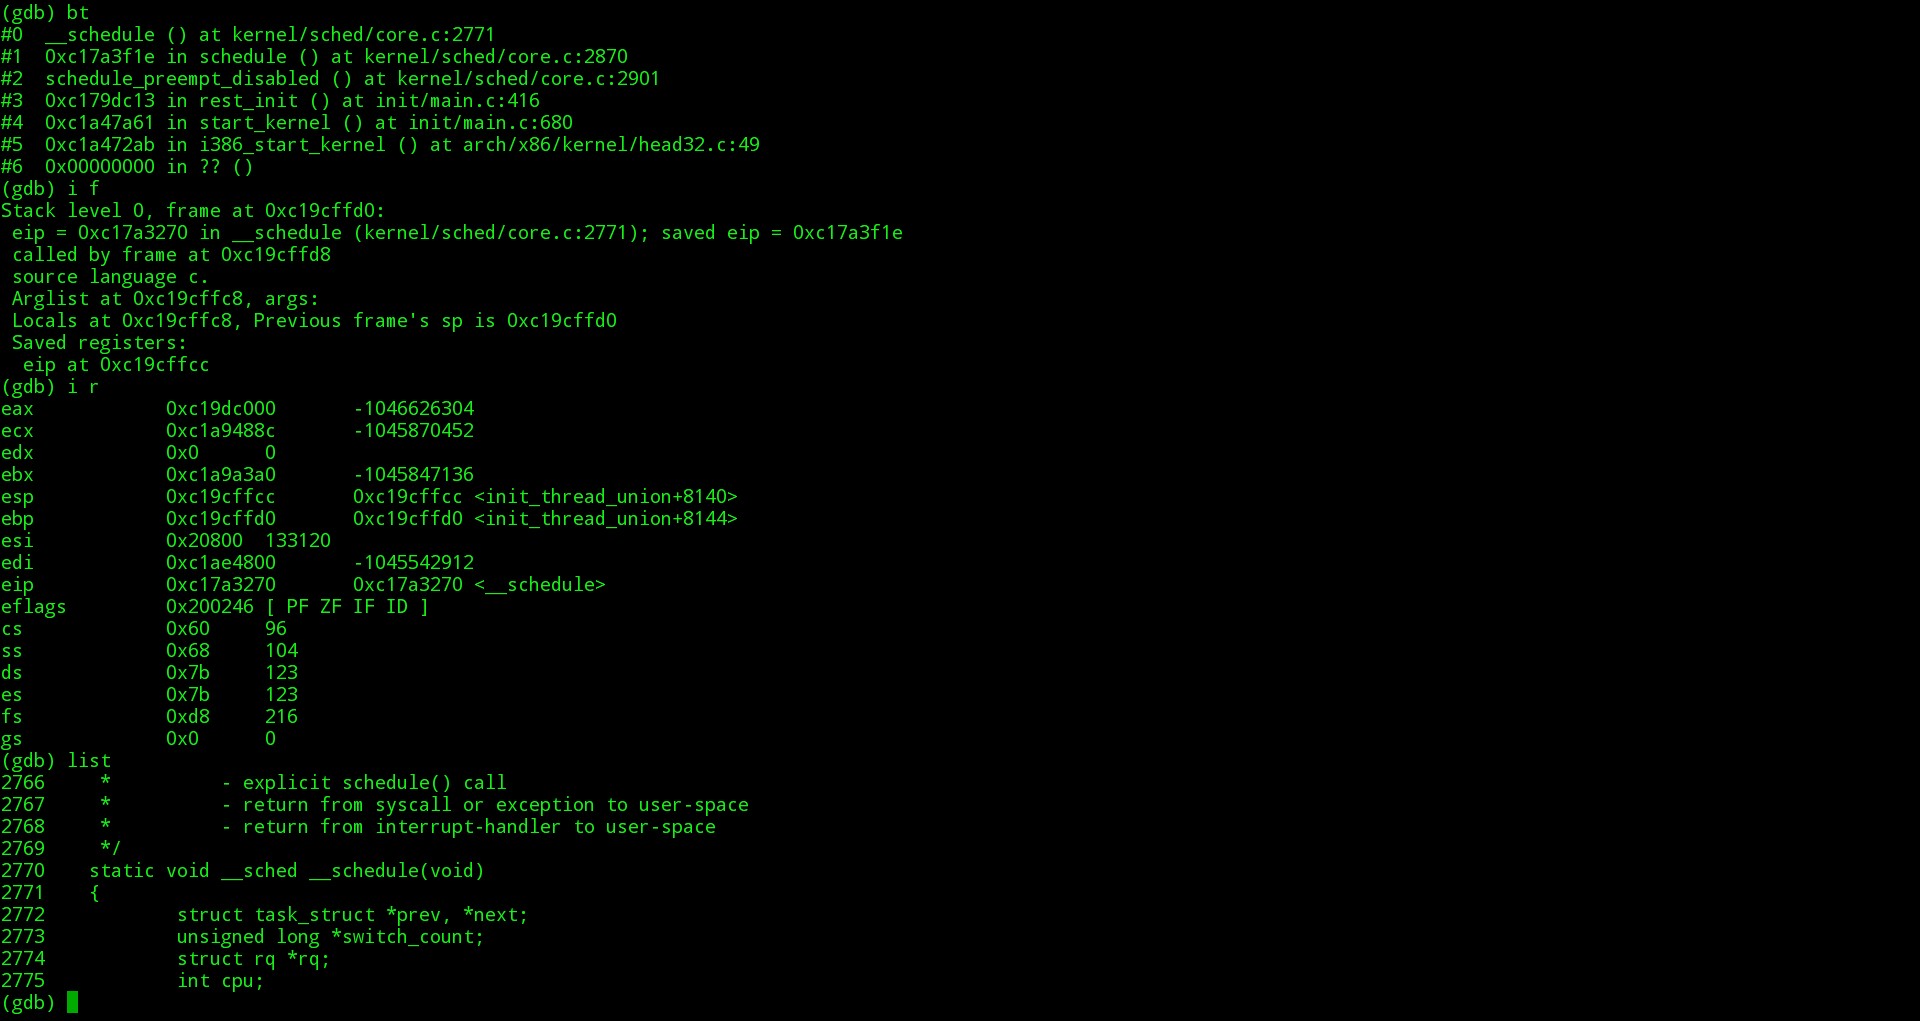 (gdb) bt
#0  __schedule () at kernel/sched/core.c:2771
#1  0xc17a3f1e in schedule () at kernel/sched/core.c:2870
#2  schedule_preempt_disabled () at kernel/sched/core.c:2901
#3  0xc179dc13 in rest_init () at init/main.c:416
#4  0xc1a47a61 in start_kernel () at init/main.c:680
#5  0xc1a472ab in i386_start_kernel () at arch/x86/kernel/head32.c:49
#6  0x00000000 in ?? ()
(gdb) i f
Stack level 0, frame at 0xc19cffd0:
 eip = 0xc17a3270 in __schedule (kernel/sched/core.c:2771); saved eip = 0xc17a3f1e
 called by frame at 0xc19cffd8
 source language c.
 Arglist at 0xc19cffc8, args:
 Locals at 0xc19cffc8, Previous frame's sp is 0xc19cffd0
 Saved registers:
  eip at 0xc19cffcc
(gdb) i r
eax            0xc19dc000       -1046626304
ecx            0xc1a9488c       -1045870452
edx            0x0      0
ebx            0xc1a9a3a0       -1045847136
esp            0xc19cffcc       0xc19cffcc <init_thread_union+8140>
ebp            0xc19cffd0       0xc19cffd0 <init_thread_union+8144>
esi            0x20800  133120
edi            0xc1ae4800       -1045542912
eip            0xc17a3270       0xc17a3270 <__schedule>
eflags         0x200246 [ PF ZF IF ID ]
cs             0x60     96
ss             0x68     104
ds             0x7b     123
es             0x7b     123
fs             0xd8     216
gs             0x0      0
(gdb) list
2766     *          - explicit schedule() call
2767     *          - return from syscall or exception to user-space
2768     *          - return from interrupt-handler to user-space
2769     */
2770    static void __sched __schedule(void)
2771    {
2772            struct task_struct *prev, *next;
2773            unsigned long *switch_count;
2774            struct rq *rq;
2775            int cpu;
(gdb)